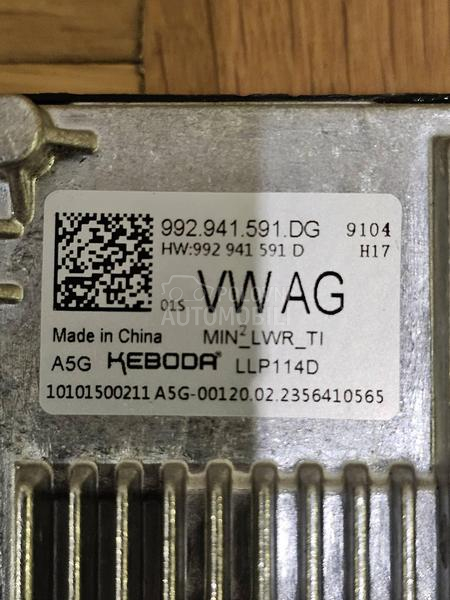 992.941.591.DG 9104
HW:992 941 591 D H17
01S VW AG
Made in China MIN²_LWR_TI
A5G KEBODA LLP114D
10101500211 A5G-00120.02.2356410565